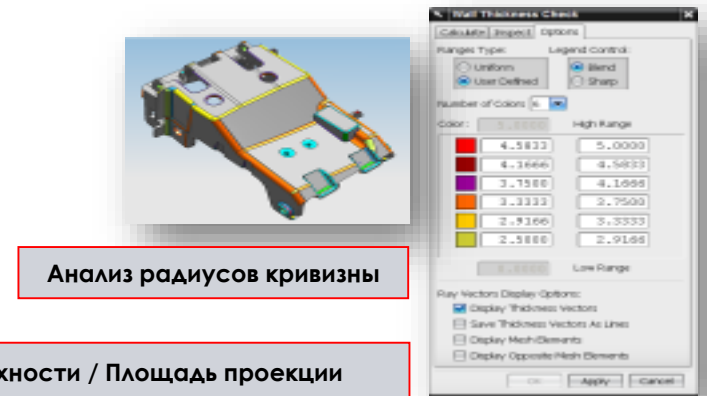 Wall Thickness Check
Calculate Inspect Options
Ranges Type: Legend Control:
Uniform Blend
User Defined Sharp
Number of Colors 6
Color: 5.0000 High Range
4.5833 5.0000
4.1666 4.5833
3.7500 4.1666
3.3333 3.7500
2.9166 3.3333
2.5000 2.9166
Low Range
Анализ радиусов кривизны
Ray Vectors Display Options:
Display Thickness Vectors
Save Thickness Vectors As Lines
Display Mesh Elements
Display Opposite Mesh Elements
хности / Площадь проекции
OK Apply Cancel